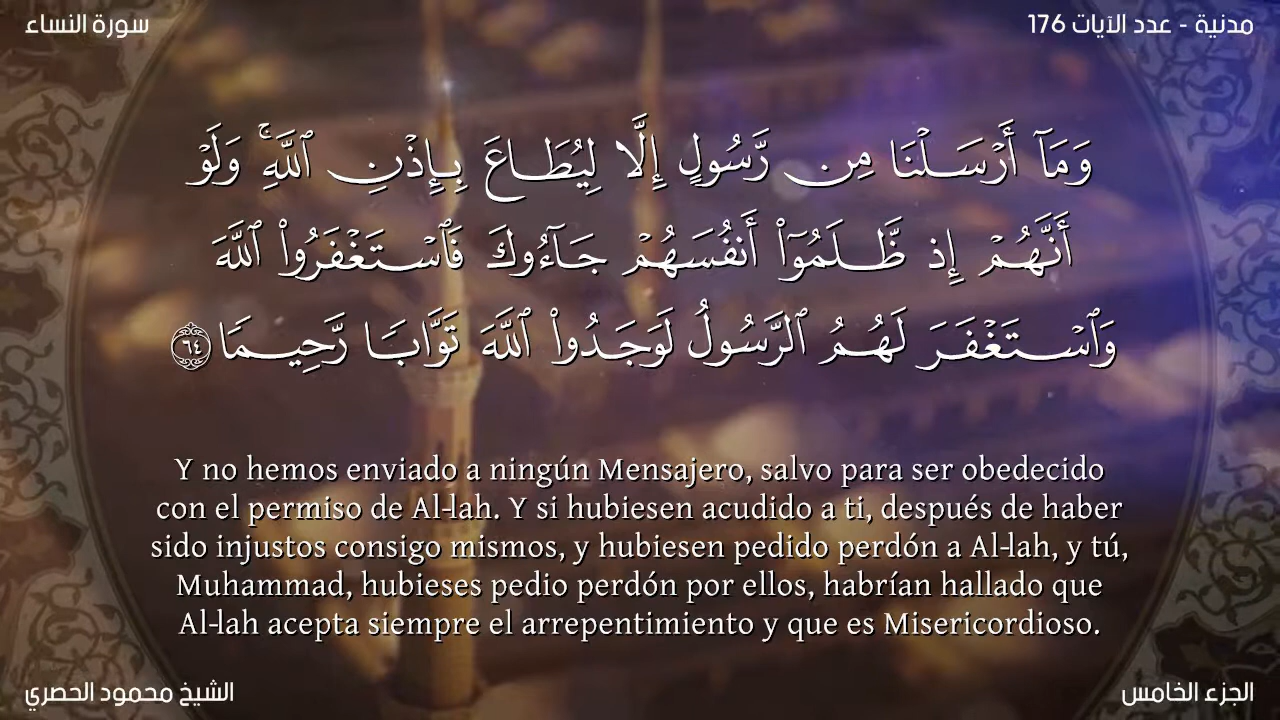 سورة النساء
مدنية - عدد الآيات 176
وَمَآ أَرْسَلْنَا مِن رَّسُولٍ إِلَّا لِيُطَاعَ بِإِذْنِ ٱللَّهِۚ وَلَوْ
أَنَّهُمْ إِذ ظَّلَمُوٓا۟ أَنفُسَهُمْ جَآءُوكَ فَٱسْتَغْفَرُوا۟ ٱللَّهَ
وَٱسْتَغْفَرَ لَهُمُ ٱلرَّسُولُ لَوَجَدُوا۟ ٱللَّهَ تَوَّابًا رَّحِيمًا ٦٤
Y no hemos enviado a ningún Mensajero, salvo para ser obedecido
con el permiso de Al-lah. Y si hubiesen acudido a ti, después de haber
sido injustos consigo mismos, y hubiesen pedido perdón a Al-lah, y tú,
Muhammad, hubieses pedio perdón por ellos, habrían hallado que
Al-lah acepta siempre el arrepentimiento y que es Misericordioso.
الشيخ محمود الحصري
الجزء الخامس